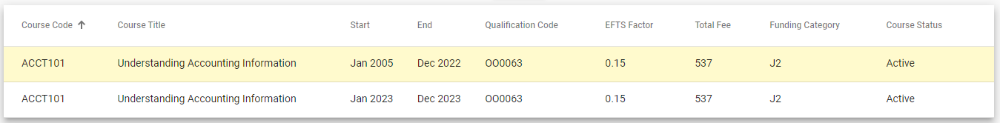 Course Code Course Title Start End Qualification Code EFTS Factor Total Fee Funding Category Course Status
ACCT101 Understanding Accounting Information Jan 2005 Dec 2022 OO0063 0.15 537 J2 Active
ACCT101 Understanding Accounting Information Jan 2023 Dec 2023 OO0063 0.15 537 J2 Active